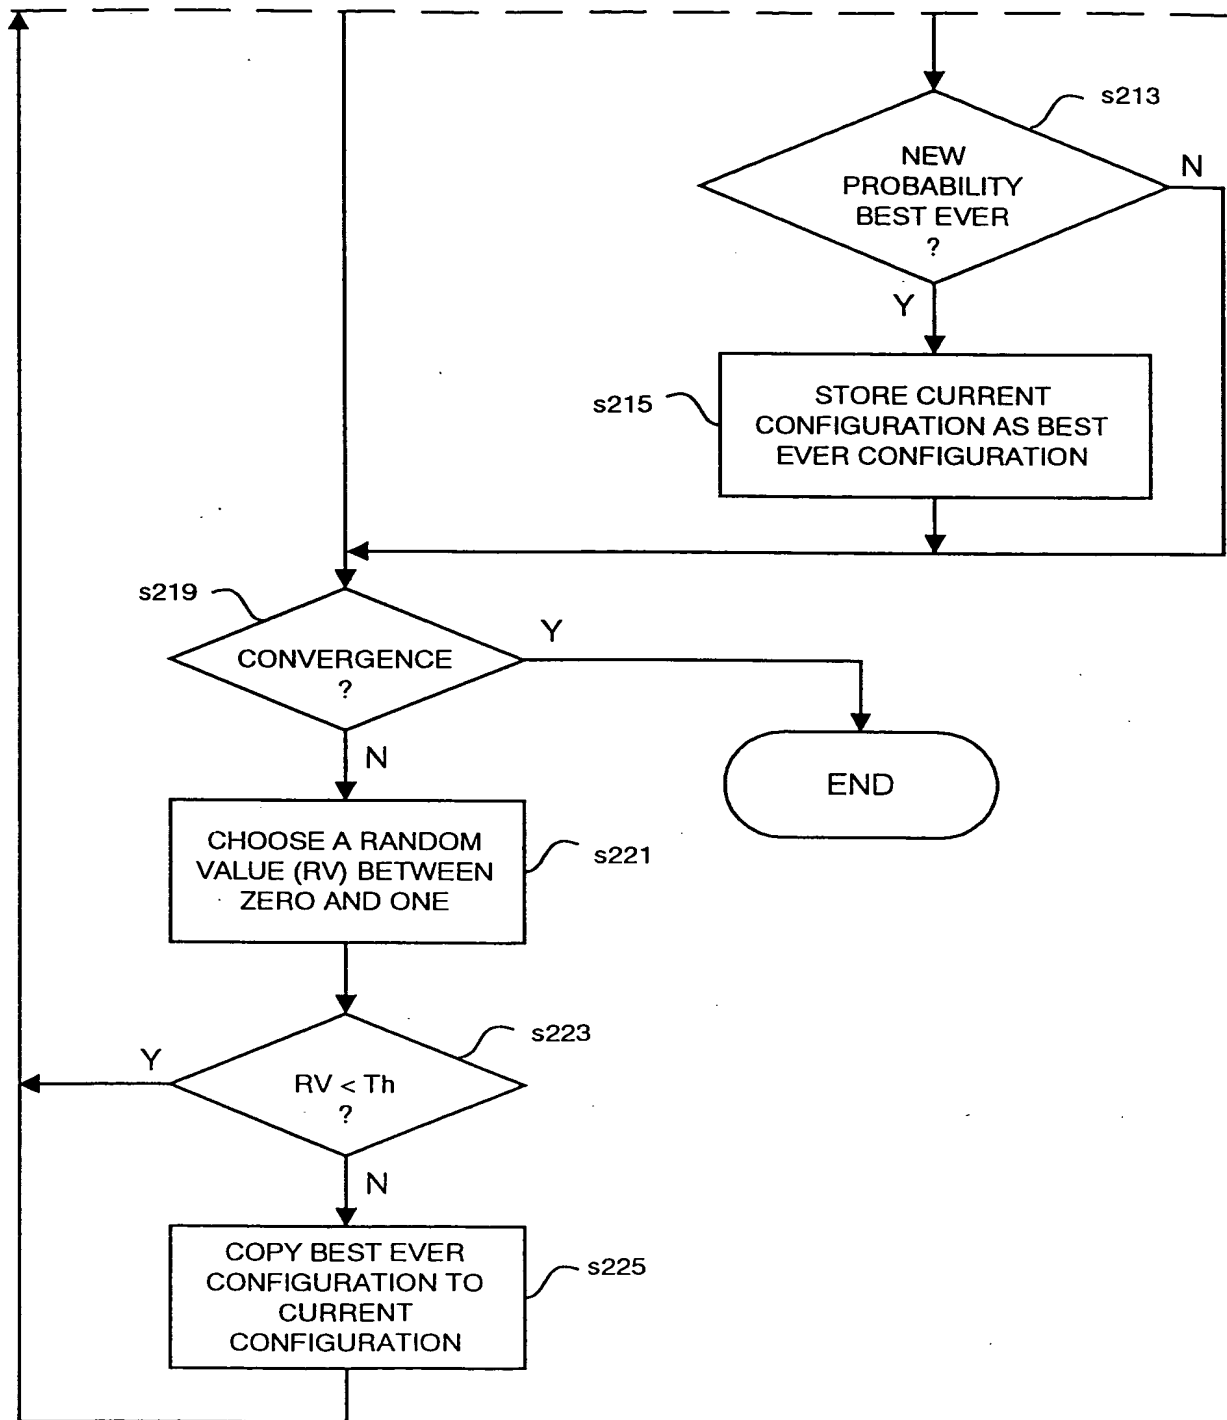 s213
NEW
PROBABILITY
BEST EVER
?
N
Y
s215
STORE CURRENT
CONFIGURATION AS BEST
EVER CONFIGURATION
s219
CONVERGENCE
?
Y
N
END
CHOOSE A RANDOM
VALUE (RV) BETWEEN
ZERO AND ONE
s221
s223
Y
RV < Th
?
N
COPY BEST EVER
CONFIGURATION TO
CURRENT
CONFIGURATION
s225